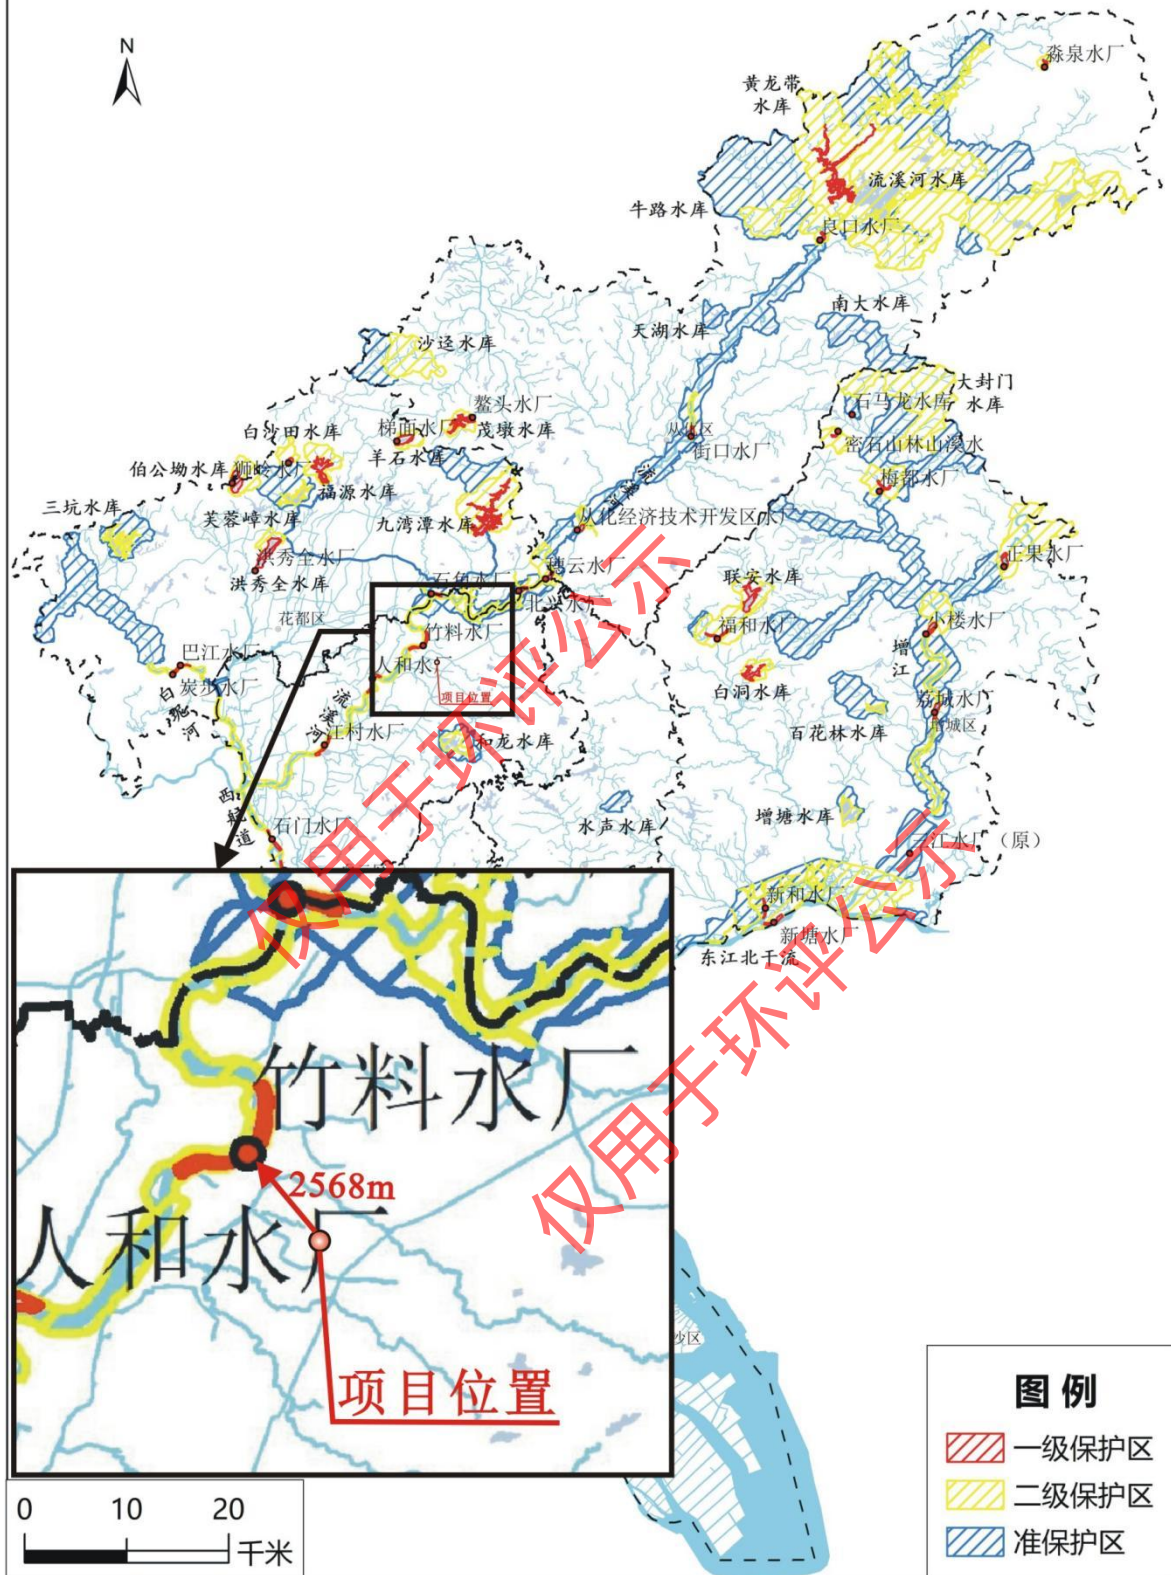 N
淼泉水厂
黄龙带
水库
流溪河水库
牛路水库
良口水厂
南大水库
天湖水库
沙迳水库
大封门
水库
石马龙水库
鳌头水厂
梯面水厂
茂墩水库
白沙田水库
羊石水库
街口水厂
密石山林山溪水
伯公坳水库
狮岭水厂
梅都水厂
福源水库
流溪河
三坑水库
芙蓉嶂水库
九湾潭水库
从化经济技术开发区水厂
洪秀全水厂
洪秀全水库
穗云水厂
正果水厂
联安水库
石角水厂
北兴水厂
花都区
竹料水厂
福和水厂
小楼水厂
巴江水厂
人和水厂
增江
炭步水厂
项目位置
白洞水库
白坭河
流溪河
江村水厂
和龙水库
荔城水厂
百花林水库
西航道
石门水厂
水声水库
增塘水库
三江水厂（原）
新和水厂
新塘水厂
东江北干流
竹料水厂
2568m
人和水厂
项目位置
沙区
图例
一级保护区
二级保护区
准保护区
0 10 20
千米
仅用于环评公示
仅用于环评公示